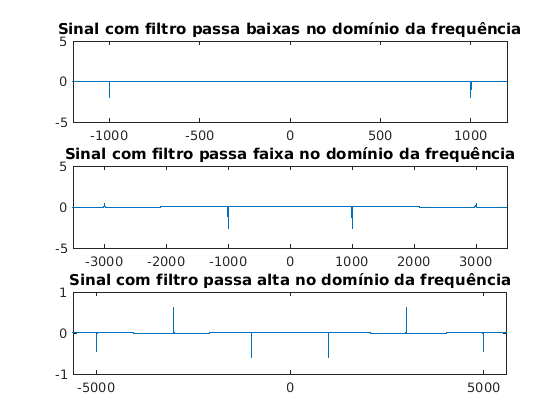 Sinal com filtro passa baixas no domínio da frequência
5
0
-5
-1000 -500 0 500 1000
Sinal com filtro passa faixa no domínio da frequência
5
0
-5
-3000 -2000 -1000 0 1000 2000 3000
Sinal com filtro passa alta no domínio da frequência
1
0
-1
-5000 0 5000